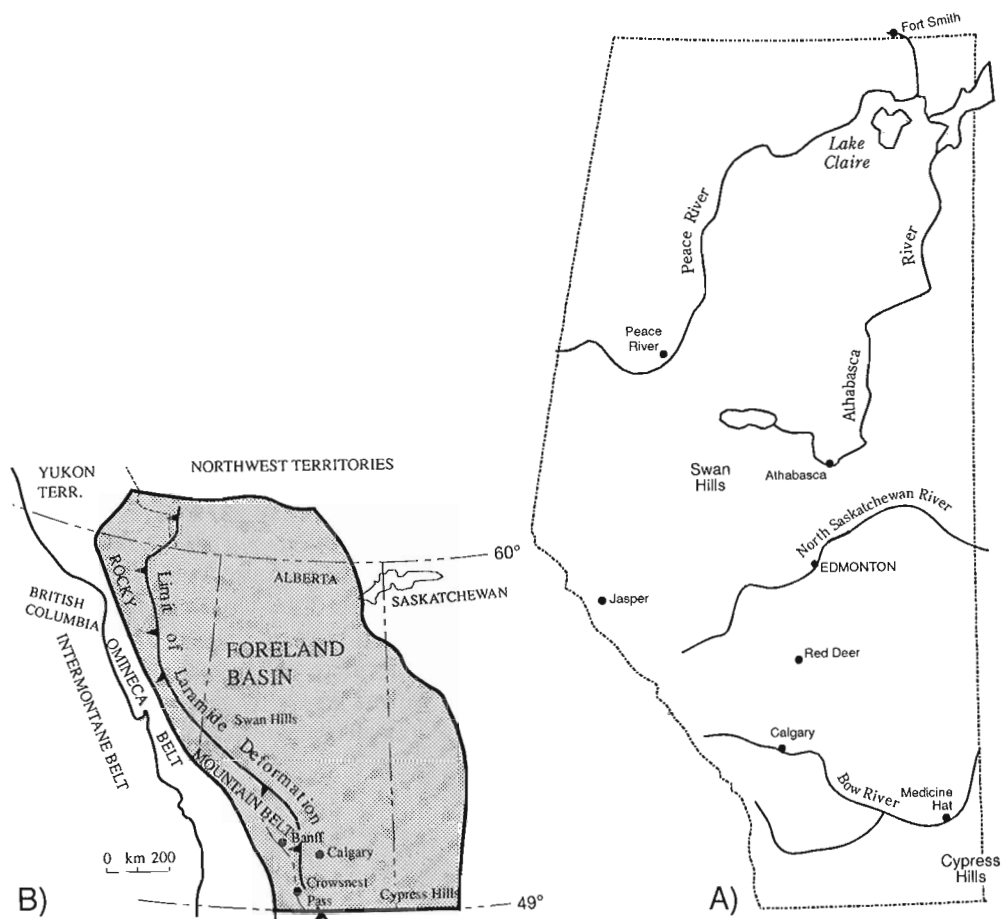 Fort Smith
Lake
Claire
Peace River
River
Peace
River
Athabasca
Swan
Hills
Athabasca
North Saskatchewan River
EDMONTON
Jasper
Red Deer
Calgary
Bow River
Medicine
Hat
Cypress
Hills
A)
YUKON
TERR.
NORTHWEST TERRITORIES
60°
ALBERTA
SASKATCHEWAN
ROCKY
Limit of Laramide Deformation
BRITISH
COLUMBIA
OMINECA
BELT
INTERMONTANE BELT
FORELAND
BASIN
Swan Hills
MOUNTAIN BELT
Banff
Calgary
0 km 200
Crowsnest
Pass
Cypress Hills
49°
B)